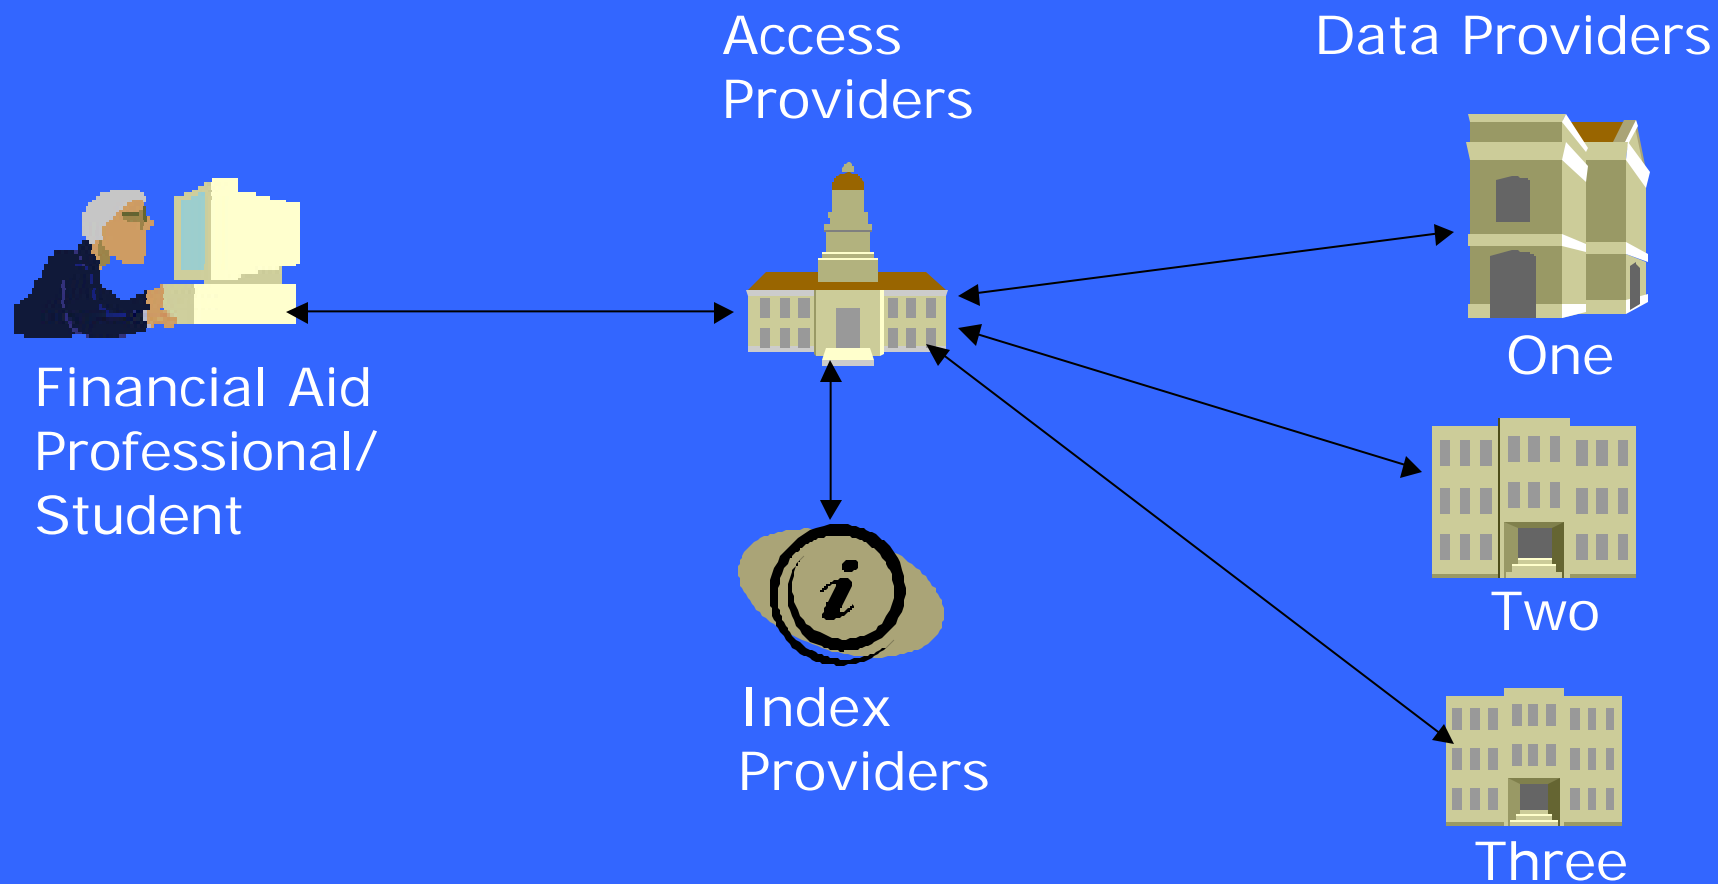 Access
Providers
Data Providers
Financial Aid
Professional/
Student
One
Two
Index
Providers
Three